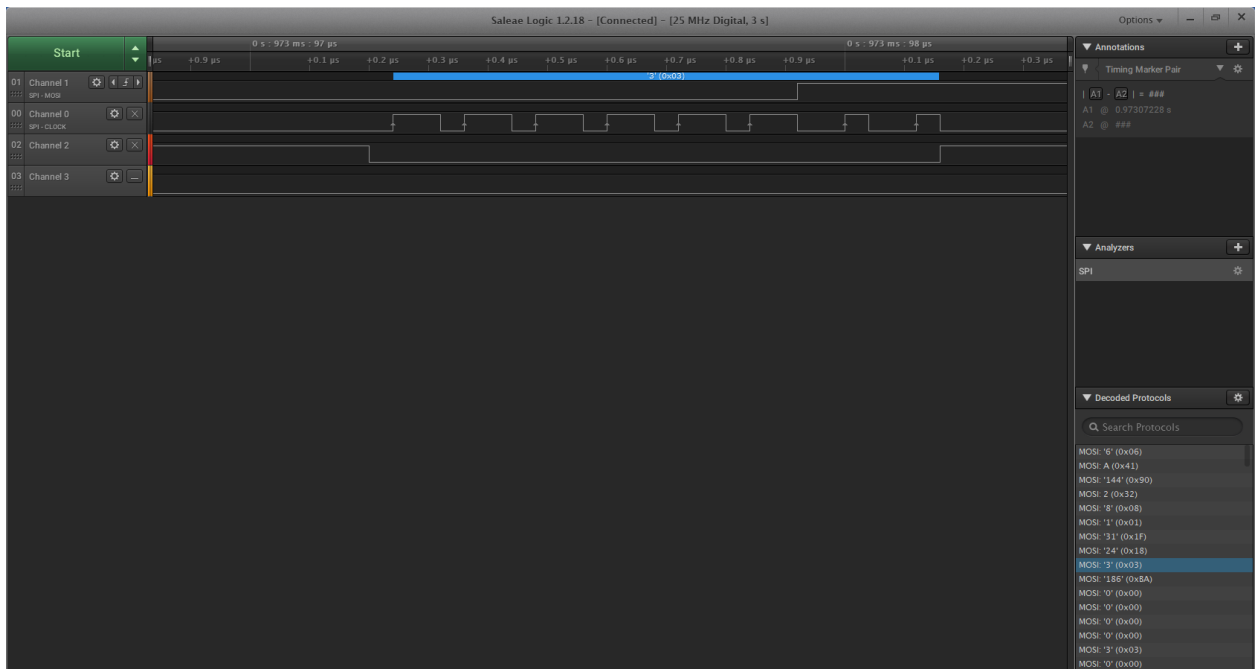 Saleae Logic 1.2.18 - [Connected] - [25 MHz Digital, 3 s]
Options
Start
0 s : 973 ms : 97 µs
0 s : 973 ms : 98 µs
µs +0.9 µs +0.1 µs +0.2 µs +0.3 µs +0.4 µs +0.5 µs +0.6 µs +0.7 µs +0.8 µs +0.9 µs +0.1 µs +0.2 µs +0.3 µs
01 Channel 1
SPI - MOSI
'3' (0x03)
00 Channel 0
SPI - CLOCK
02 Channel 2
03 Channel 3
Annotations
Timing Marker Pair
| A1 - A2 | = ###
A1 @ 0.97307228 s
A2 @ ###
Analyzers
SPI
Decoded Protocols
Search Protocols
MOSI: '6' (0x06)
MOSI: A (0x41)
MOSI: '144' (0x90)
MOSI: 2 (0x32)
MOSI: '8' (0x08)
MOSI: '1' (0x01)
MOSI: '31' (0x1F)
MOSI: '24' (0x18)
MOSI: '3' (0x03)
MOSI: '186' (0xBA)
MOSI: '0' (0x00)
MOSI: '0' (0x00)
MOSI: '0' (0x00)
MOSI: '0' (0x00)
MOSI: '3' (0x03)
MOSI: '0' (0x00)